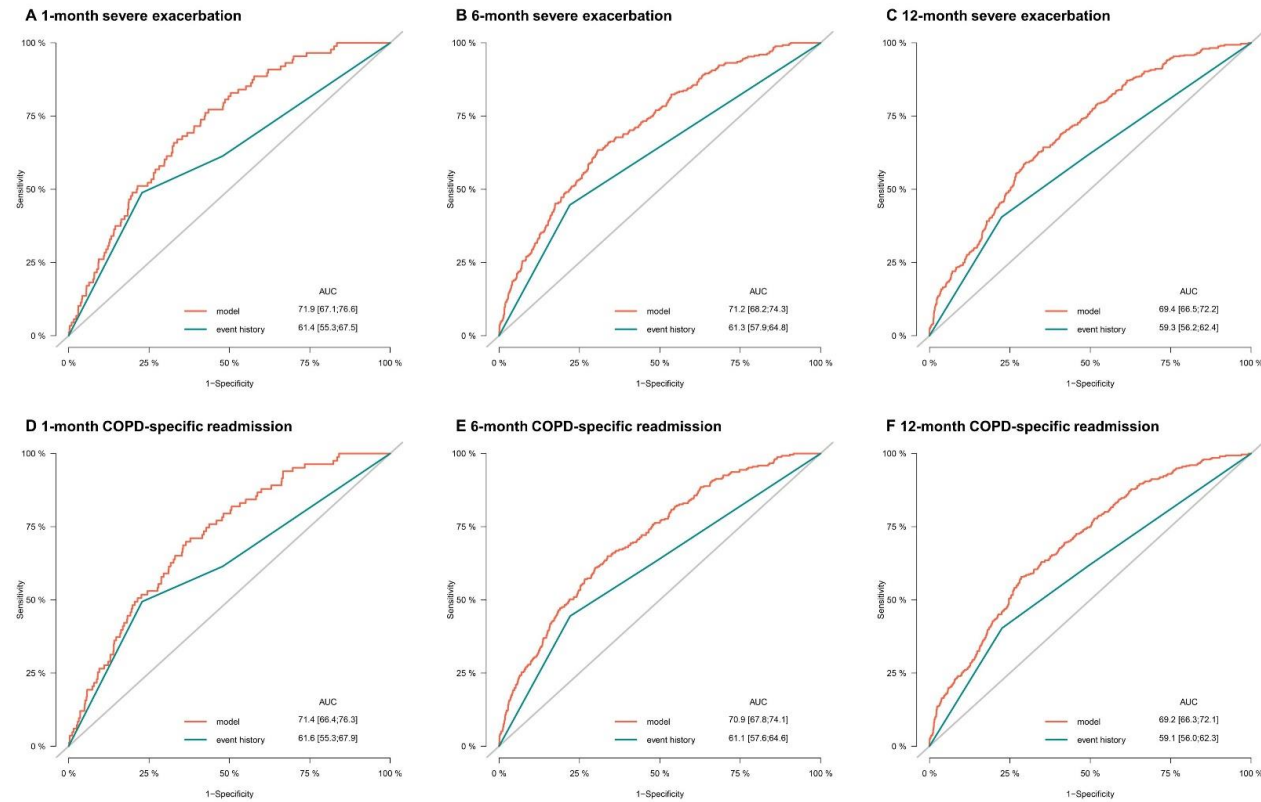 A 1-month severe exacerbation
100 %
75 %
50 %
25 %
0 %
Sensitivity
AUC
model 71.9 [67.1;76.6]
event history 61.4 [55.3;67.5]
0 % 25 % 50 % 75 % 100 %
1−Specificity
B 6-month severe exacerbation
100 %
75 %
50 %
25 %
0 %
Sensitivity
AUC
model 71.2 [68.2;74.3]
event history 61.3 [57.9;64.8]
0 % 25 % 50 % 75 % 100 %
1−Specificity
C 12-month severe exacerbation
100 %
75 %
50 %
25 %
0 %
Sensitivity
AUC
model 69.4 [66.5;72.2]
event history 59.3 [56.2;62.4]
0 % 25 % 50 % 75 % 100 %
1−Specificity
D 1-month COPD-specific readmission
100 %
75 %
50 %
25 %
0 %
Sensitivity
AUC
model 71.4 [66.4;76.3]
event history 61.6 [55.3;67.9]
0 % 25 % 50 % 75 % 100 %
1−Specificity
E 6-month COPD-specific readmission
100 %
75 %
50 %
25 %
0 %
Sensitivity
AUC
model 70.9 [67.8;74.1]
event history 61.1 [57.6;64.6]
0 % 25 % 50 % 75 % 100 %
1−Specificity
F 12-month COPD-specific readmission
100 %
75 %
50 %
25 %
0 %
Sensitivity
AUC
model 69.2 [66.3;72.1]
event history 59.1 [56.0;62.3]
0 % 25 % 50 % 75 % 100 %
1−Specificity